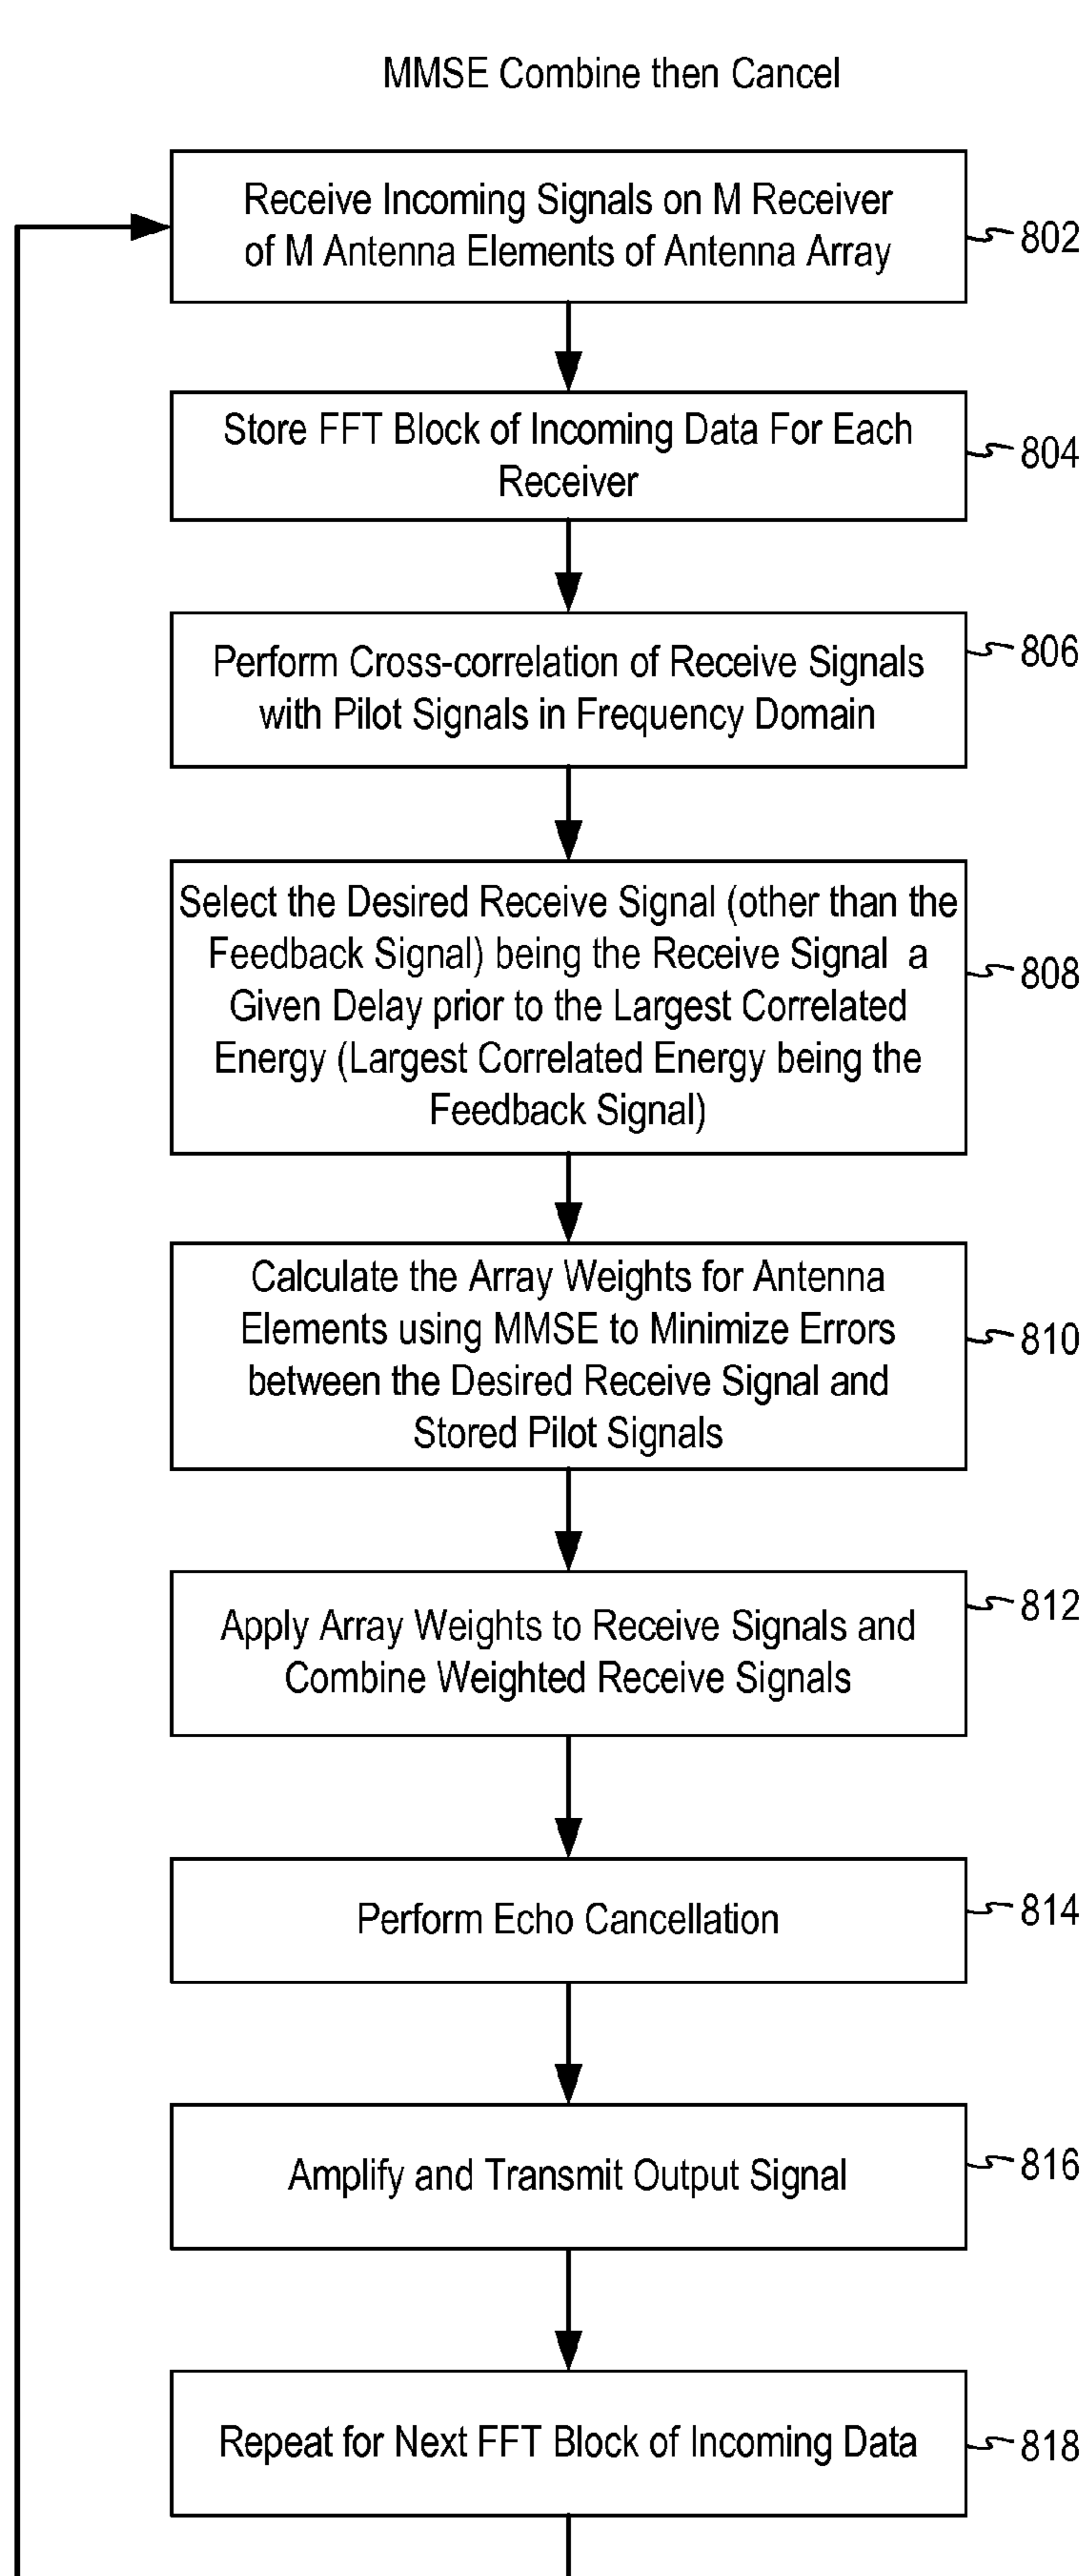 MMSE Combine then Cancel
Receive Incoming Signals on M Receiver
of M Antenna Elements of Antenna Array
802
Store FFT Block of Incoming Data For Each
Receiver
804
Perform Cross-correlation of Receive Signals
with Pilot Signals in Frequency Domain
806
Select the Desired Receive Signal (other than the
Feedback Signal) being the Receive Signal a
Given Delay prior to the Largest Correlated
Energy (Largest Correlated Energy being the
Feedback Signal)
808
Calculate the Array Weights for Antenna
Elements using MMSE to Minimize Errors
between the Desired Receive Signal and
Stored Pilot Signals
810
Apply Array Weights to Receive Signals and
Combine Weighted Receive Signals
812
Perform Echo Cancellation
814
Amplify and Transmit Output Signal
816
Repeat for Next FFT Block of Incoming Data
818